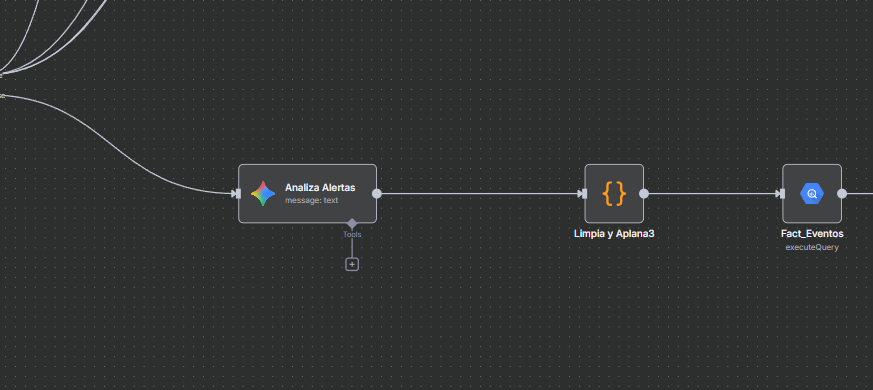 Analiza Alertas
message: text
Tools
Limpia y Aplana3
Fact_Eventos
executeQuery